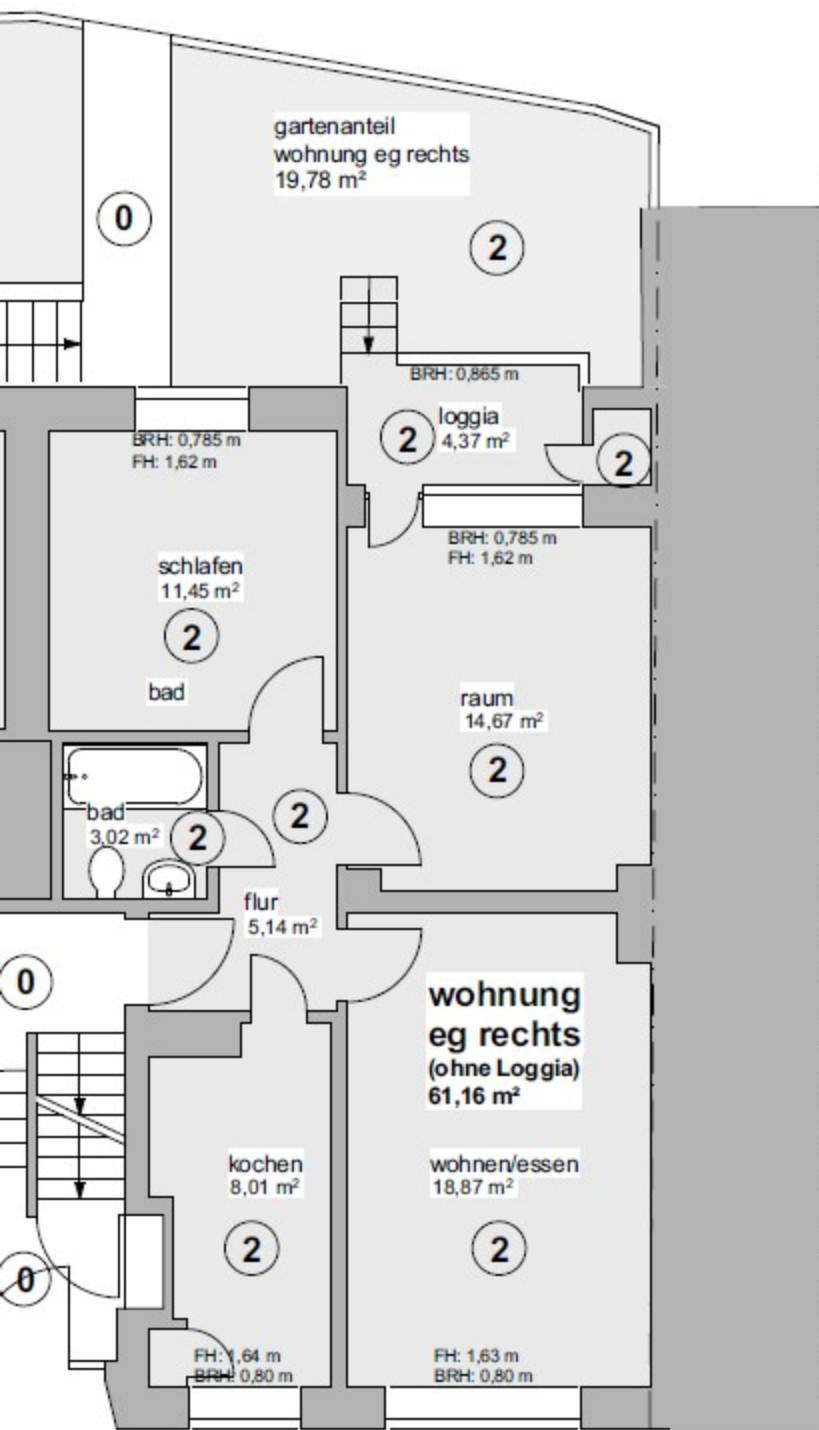 gartenanteil
wohnung eg rechts
19,78 m²
0
2
BRH: 0,865 m
loggia
2
4,37 m²
2
BRH: 0,785 m
FH: 1,62 m
BRH: 0,785 m
FH: 1,62 m
schlafen
11,45 m²
2
bad
raum
14,67 m²
2
bad
3,02 m²
2
2
flur
5,14 m²
0
wohnung
eg rechts
(ohne Loggia)
61,16 m²
kochen
8,01 m²
2
wohnen/essen
18,87 m²
2
0
FH: 1,64 m
BRH: 0,80 m
FH: 1,63 m
BRH: 0,80 m